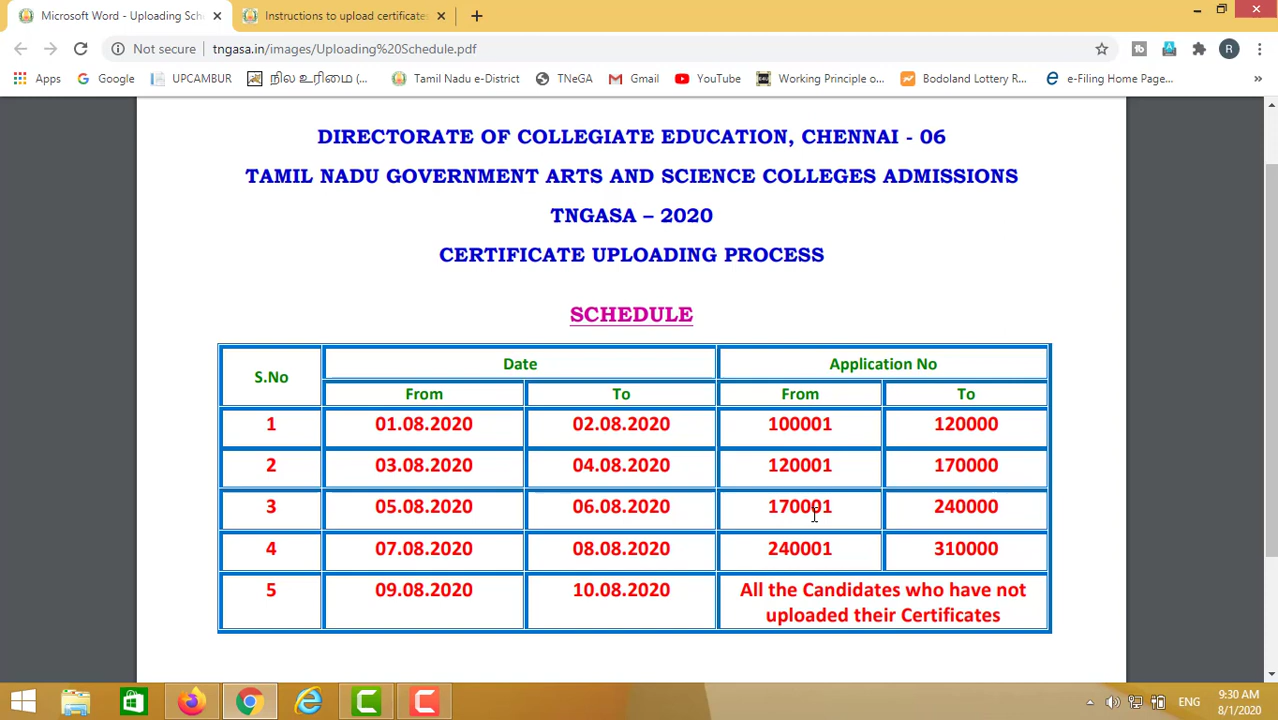 Microsoft Word - Uploading Sch
Instructions to upload certificates
Not secure
tngasa.in/images/Uploading%20Schedule.pdf
R
Apps
Google
UPCAMBUR
நில உரிமை (...
Tamil Nadu e-District
TNeGA
Gmail
YouTube
Working Principle o...
Bodoland Lottery R...
e-Filing Home Page...
»
DIRECTORATE OF COLLEGIATE EDUCATION, CHENNAI - 06
TAMIL NADU GOVERNMENT ARTS AND SCIENCE COLLEGES ADMISSIONS
TNGASA – 2020
CERTIFICATE UPLOADING PROCESS
SCHEDULE
S.No
Date
Application No
From
To
From
To
1 01.08.2020 02.08.2020 100001 120000
2 03.08.2020 04.08.2020 120001 170000
3 05.08.2020 06.08.2020 170001 240000
4 07.08.2020 08.08.2020 240001 310000
5 09.08.2020 10.08.2020 All the Candidates who have not
uploaded their Certificates
ENG
9:30 AM
8/1/2020